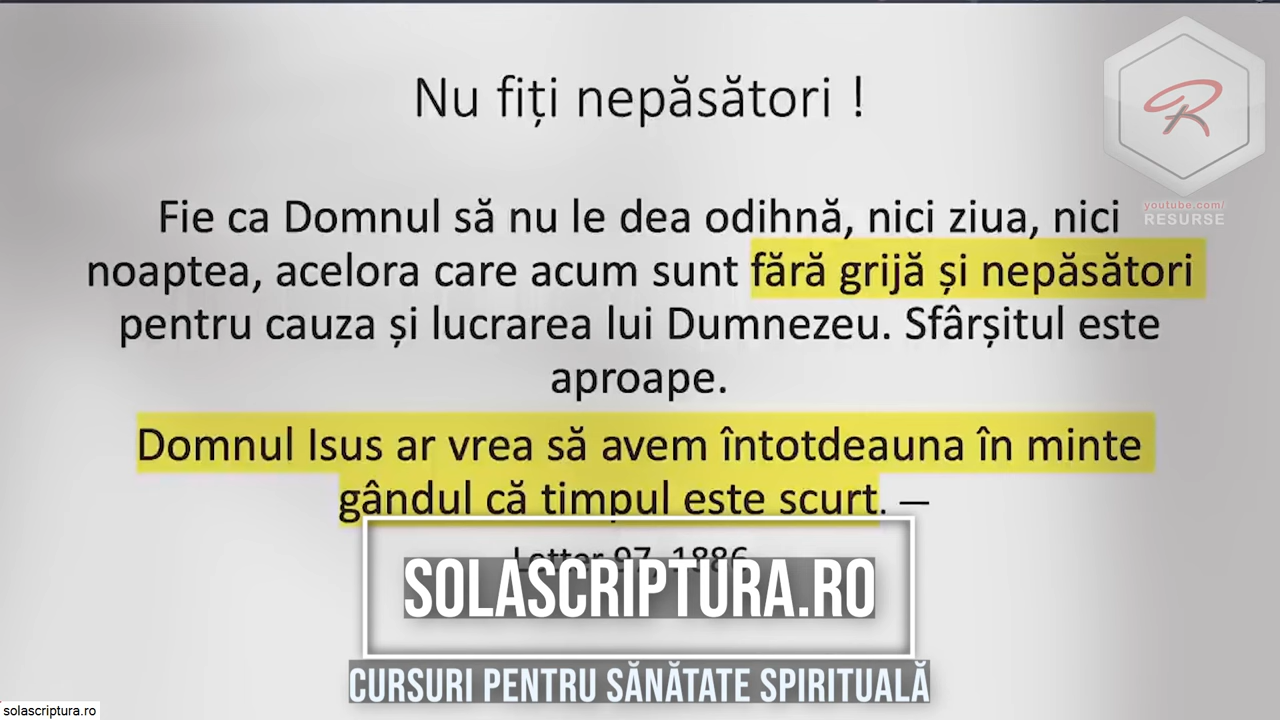 Nu fiți nepăsători !
R
youtube.com/
RESURSE
Fie ca Domnul să nu le dea odihnă, nici ziua, nici
noaptea, acelora care acum sunt fără grijă și nepăsători
pentru cauza și lucrarea lui Dumnezeu. Sfârșitul este
aproape.
Domnul Isus ar vrea să avem întotdeauna în minte
gândul că timpul este scurt. —
Letter 97, 1886
SOLASCRIPTURA.RO
CURSURI PENTRU SĂNĂTATE SPIRITUALĂ
solascriptura.ro